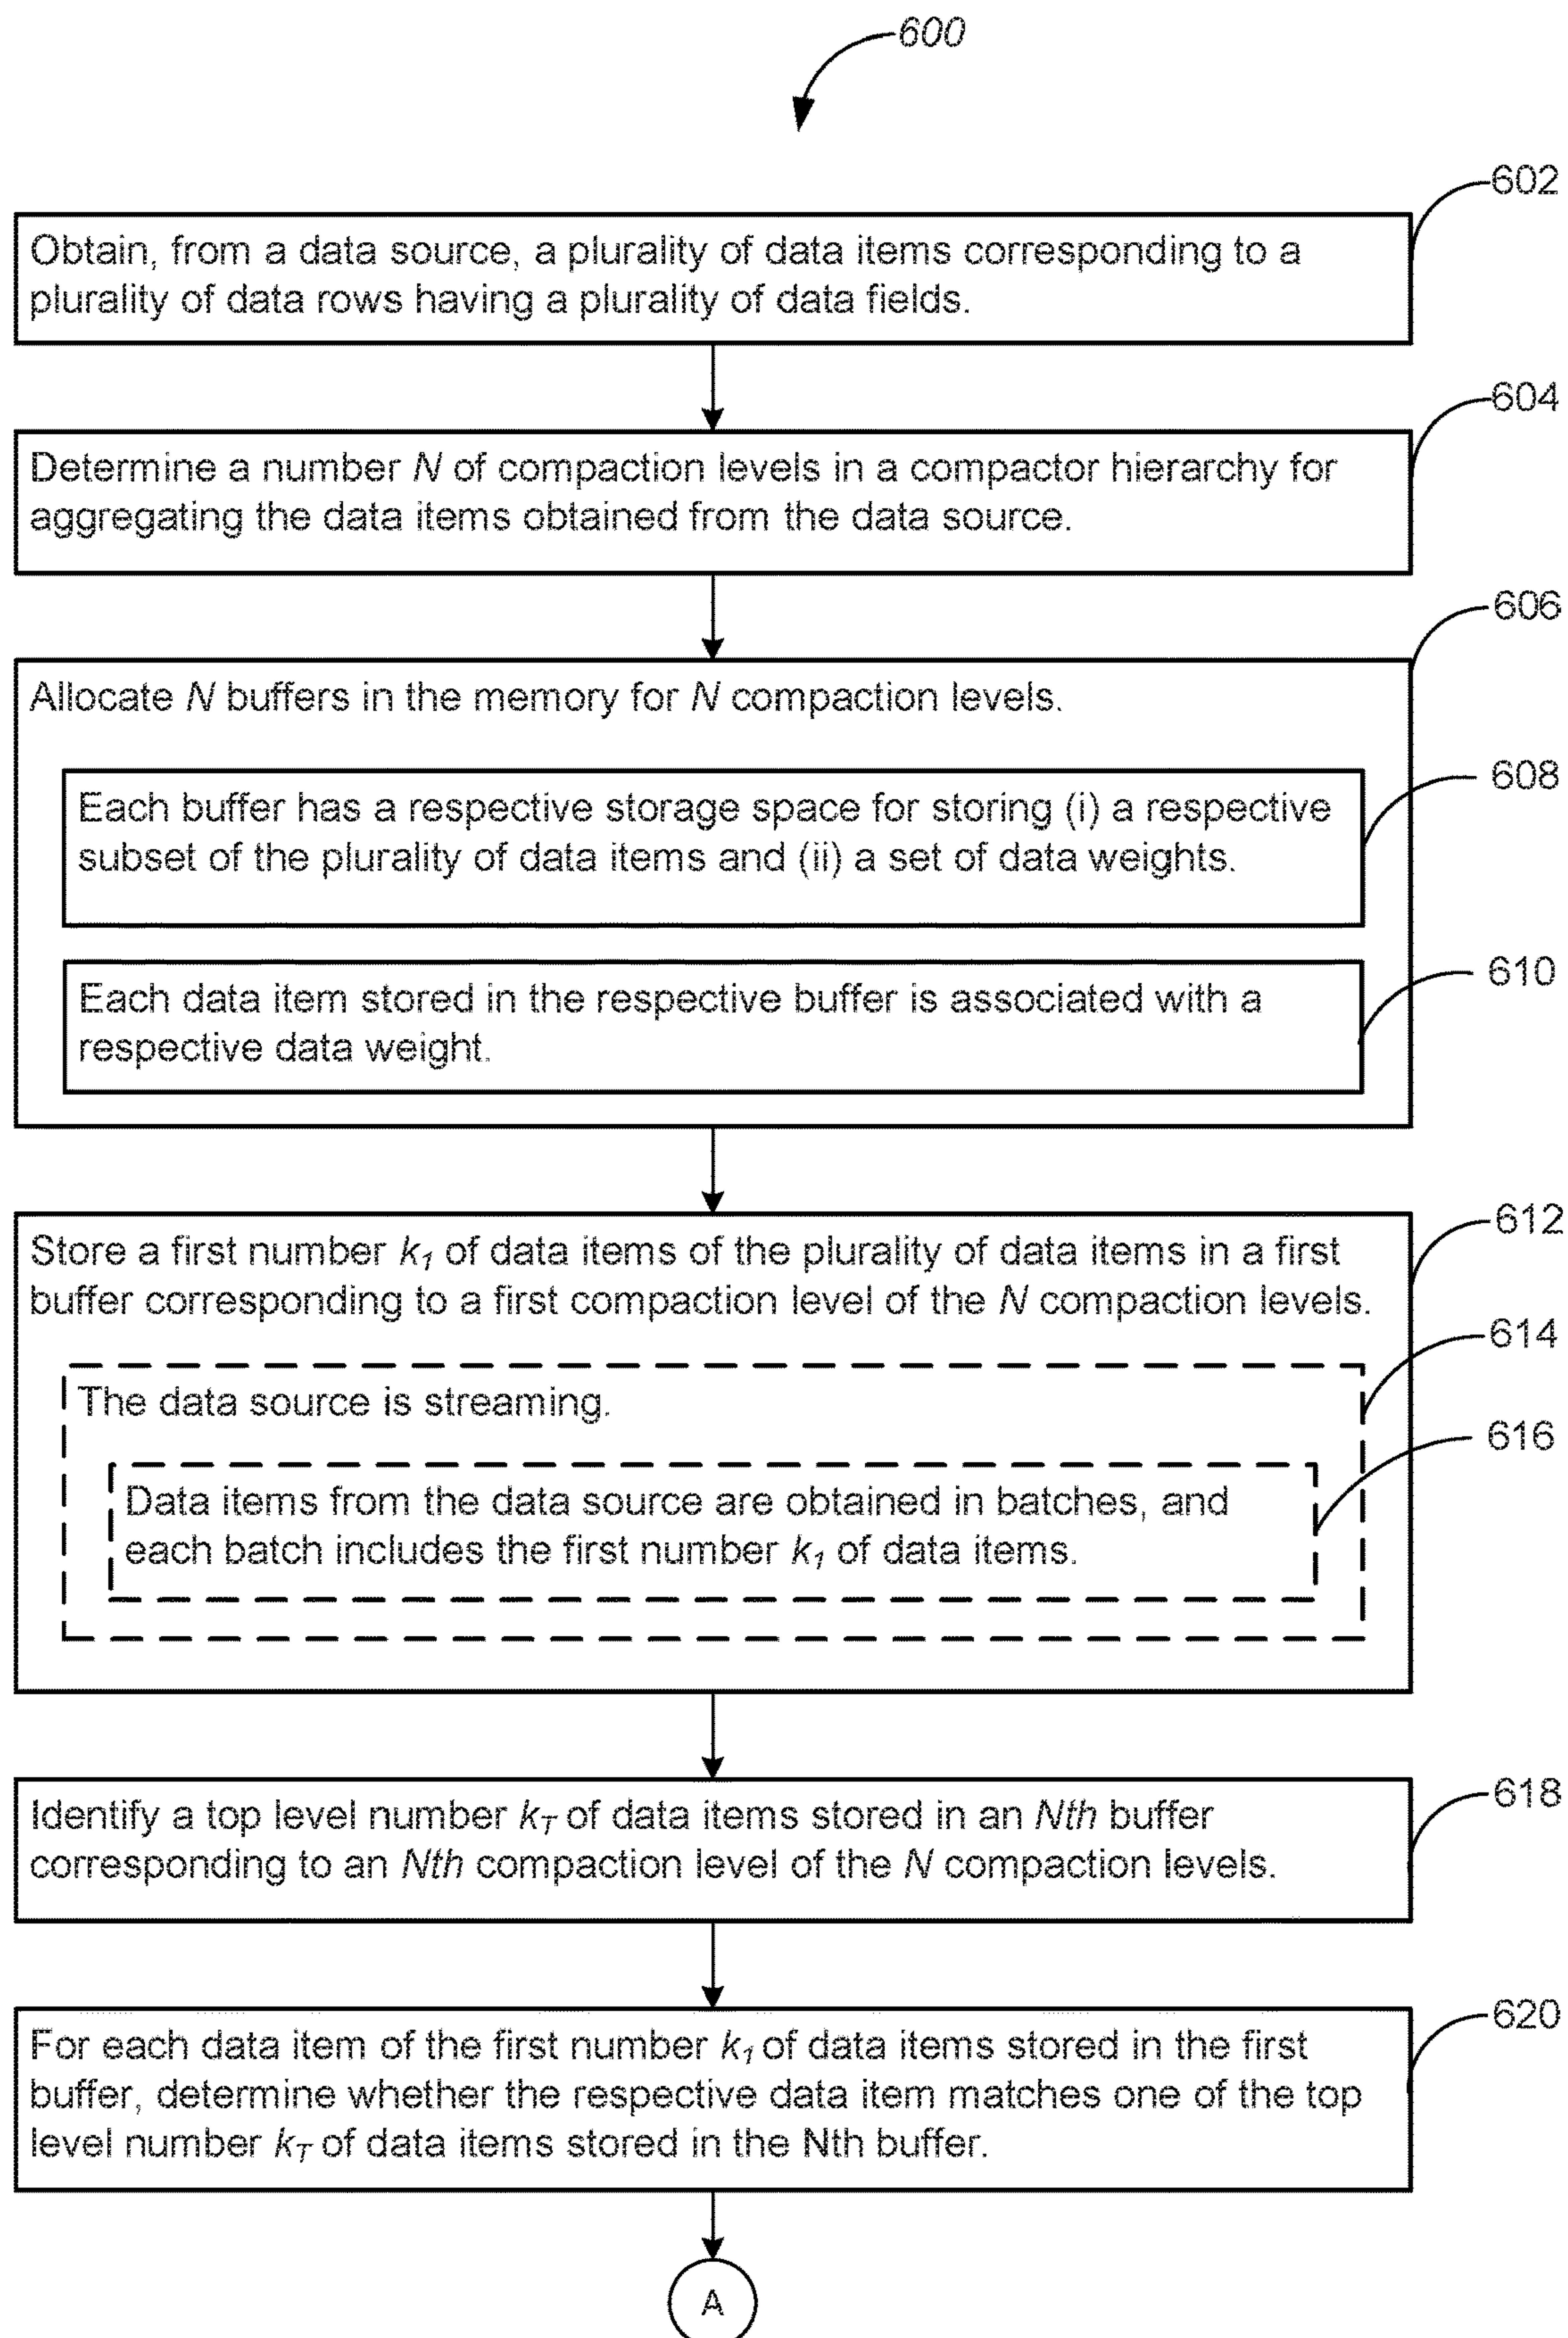 600
602
Obtain, from a data source, a plurality of data items corresponding to a
plurality of data rows having a plurality of data fields.
604
Determine a number N of compaction levels in a compactor hierarchy for
aggregating the data items obtained from the data source.
606
Allocate N buffers in the memory for N compaction levels.
608
Each buffer has a respective storage space for storing (i) a respective
subset of the plurality of data items and (ii) a set of data weights.
610
Each data item stored in the respective buffer is associated with a
respective data weight.
612
Store a first number k₁ of data items of the plurality of data items in a first
buffer corresponding to a first compaction level of the N compaction levels.
614
The data source is streaming.
616
Data items from the data source are obtained in batches, and
each batch includes the first number k₁ of data items.
618
Identify a top level number k_T of data items stored in an Nth buffer
corresponding to an Nth compaction level of the N compaction levels.
620
For each data item of the first number k₁ of data items stored in the first
buffer, determine whether the respective data item matches one of the top
level number k_T of data items stored in the Nth buffer.
A